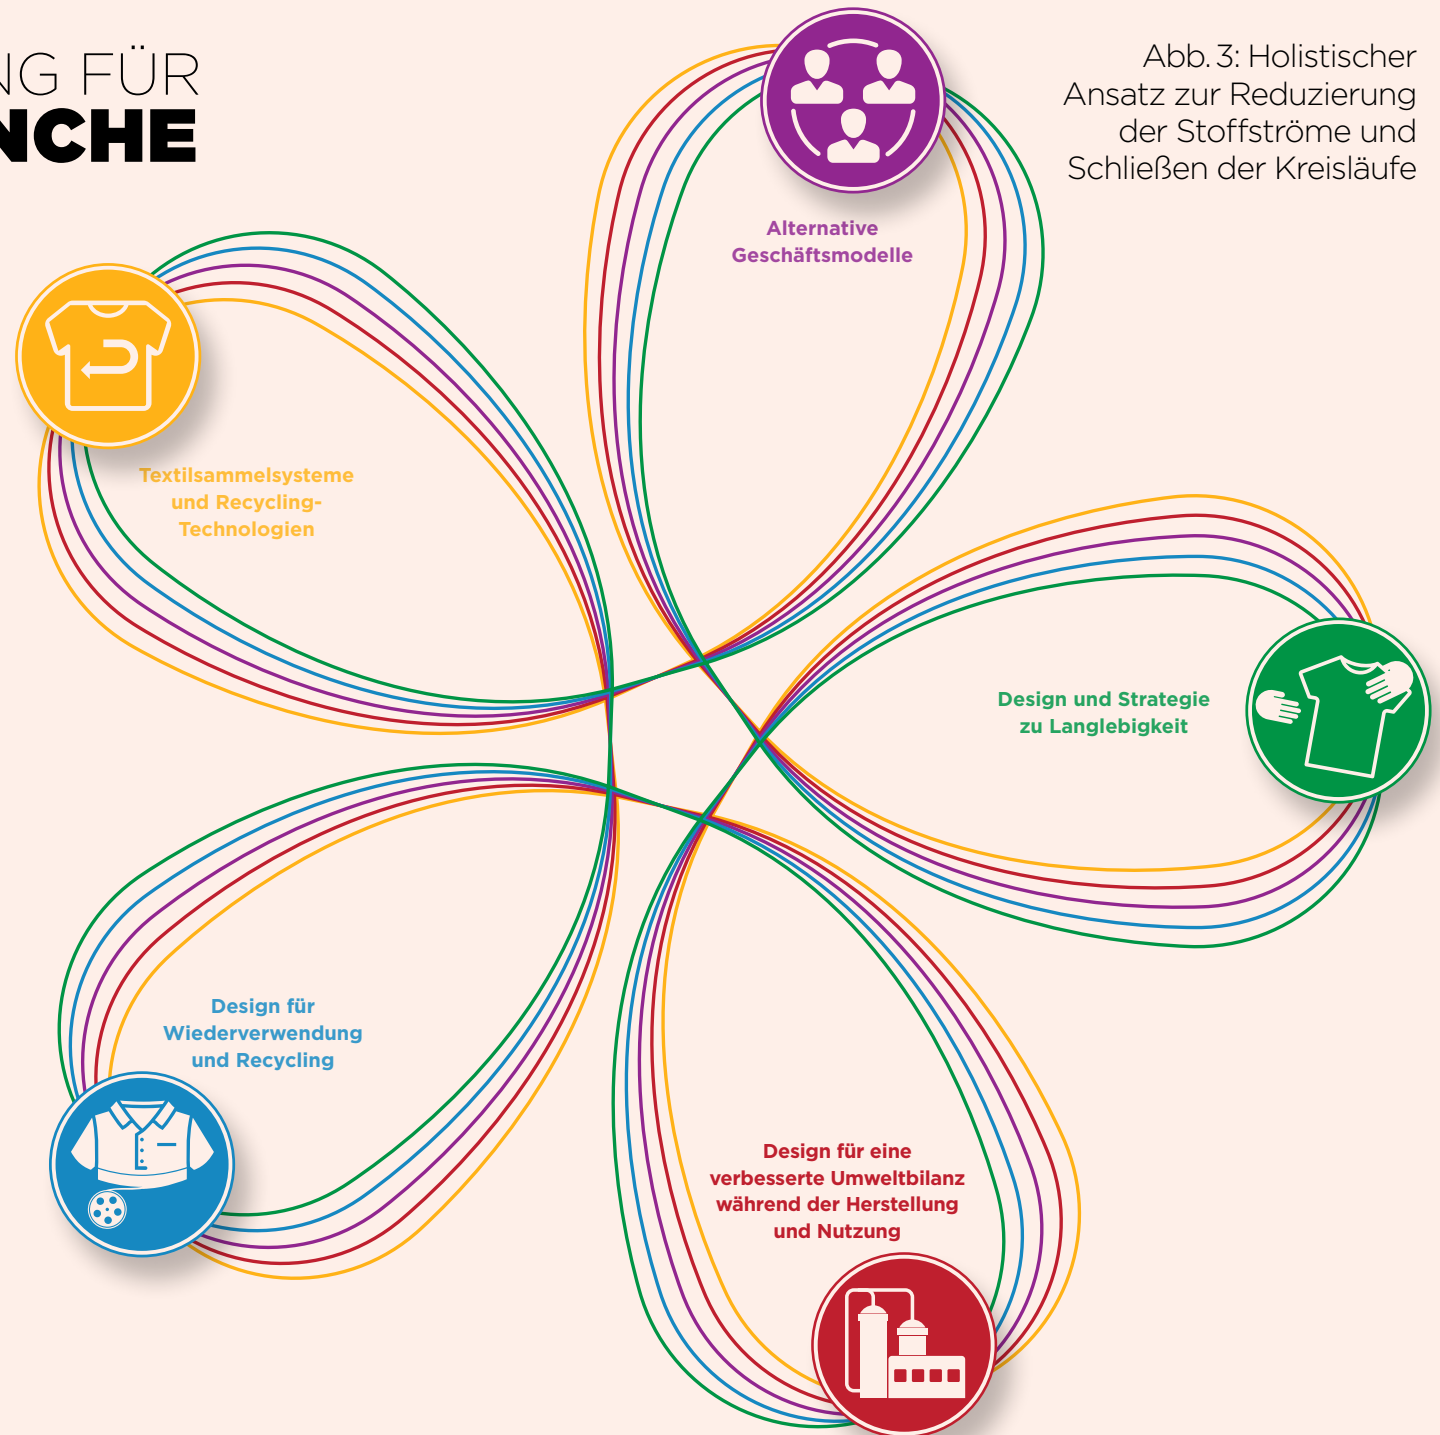 NG FÜR
NCHE
Abb. 3: Holistischer
Ansatz zur Reduzierung
der Stoffströme und
Schließen der Kreisläufe
Alternative
Geschäftsmodelle
Textilsammelsysteme
und Recycling-
Technologien
Design und Strategie
zu Langlebigkeit
Design für
Wiederverwendung
und Recycling
Design für eine
verbesserte Umweltbilanz
während der Herstellung
und Nutzung